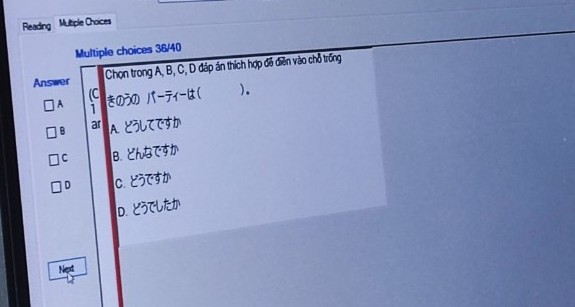 Reading Multiple Choices
Multiple choices 36/40
Answer
A
B
C
D
(C
1
ar
Chọn trong A, B, C, D đáp án thích hợp để điền vào chỗ trống
きのうの パーティーは( )。
A. どうしてですか
B. どんなですか
C. どうですか
D. どうでしたか
Next